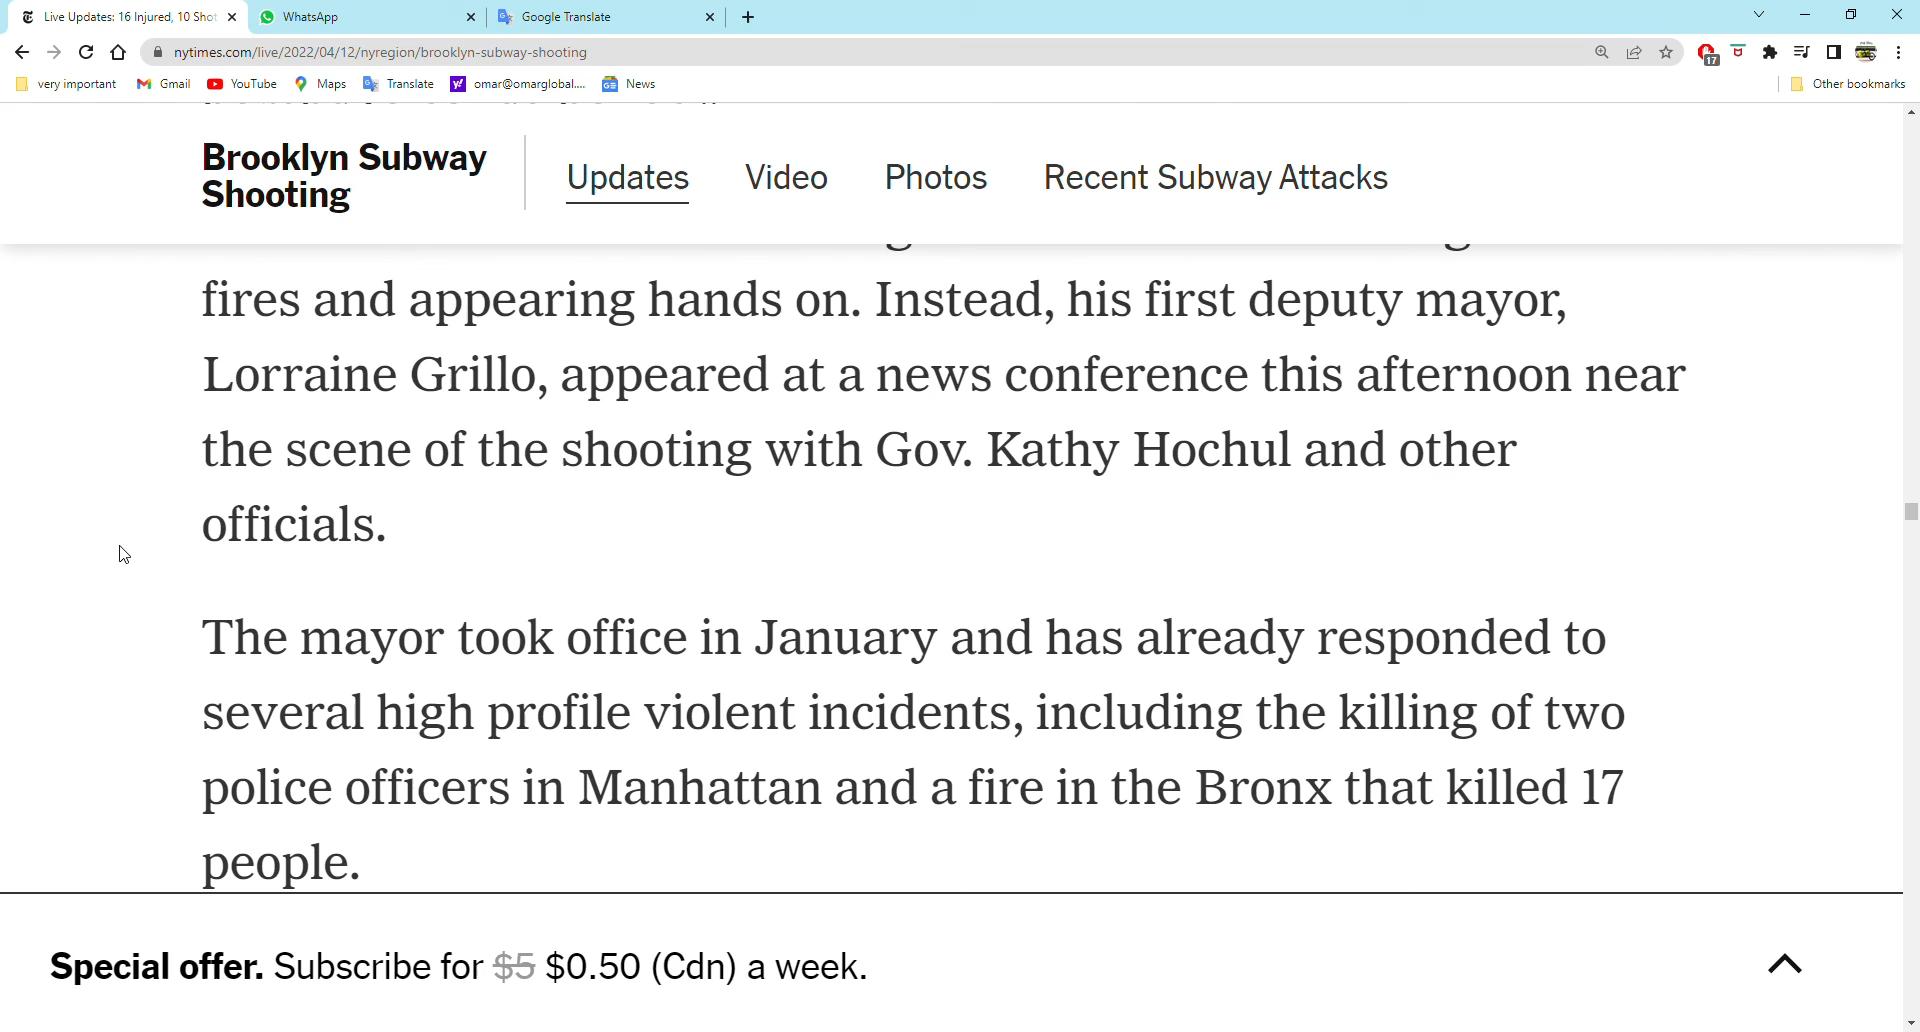 Live Updates: 16 Injured, 10 Shot
WhatsApp
Google Translate
nytimes.com/live/2022/04/12/nyregion/brooklyn-subway-shooting
17
very important
Gmail
YouTube
Maps
Translate
omar@omarglobal....
News
Other bookmarks
Brooklyn Subway
Shooting
Updates
Video
Photos
Recent Subway Attacks
fires and appearing hands on. Instead, his first deputy mayor,
Lorraine Grillo, appeared at a news conference this afternoon near
the scene of the shooting with Gov. Kathy Hochul and other
officials.
The mayor took office in January and has already responded to
several high profile violent incidents, including the killing of two
police officers in Manhattan and a fire in the Bronx that killed 17
people.
Special offer. Subscribe for $5 $0.50 (Cdn) a week.